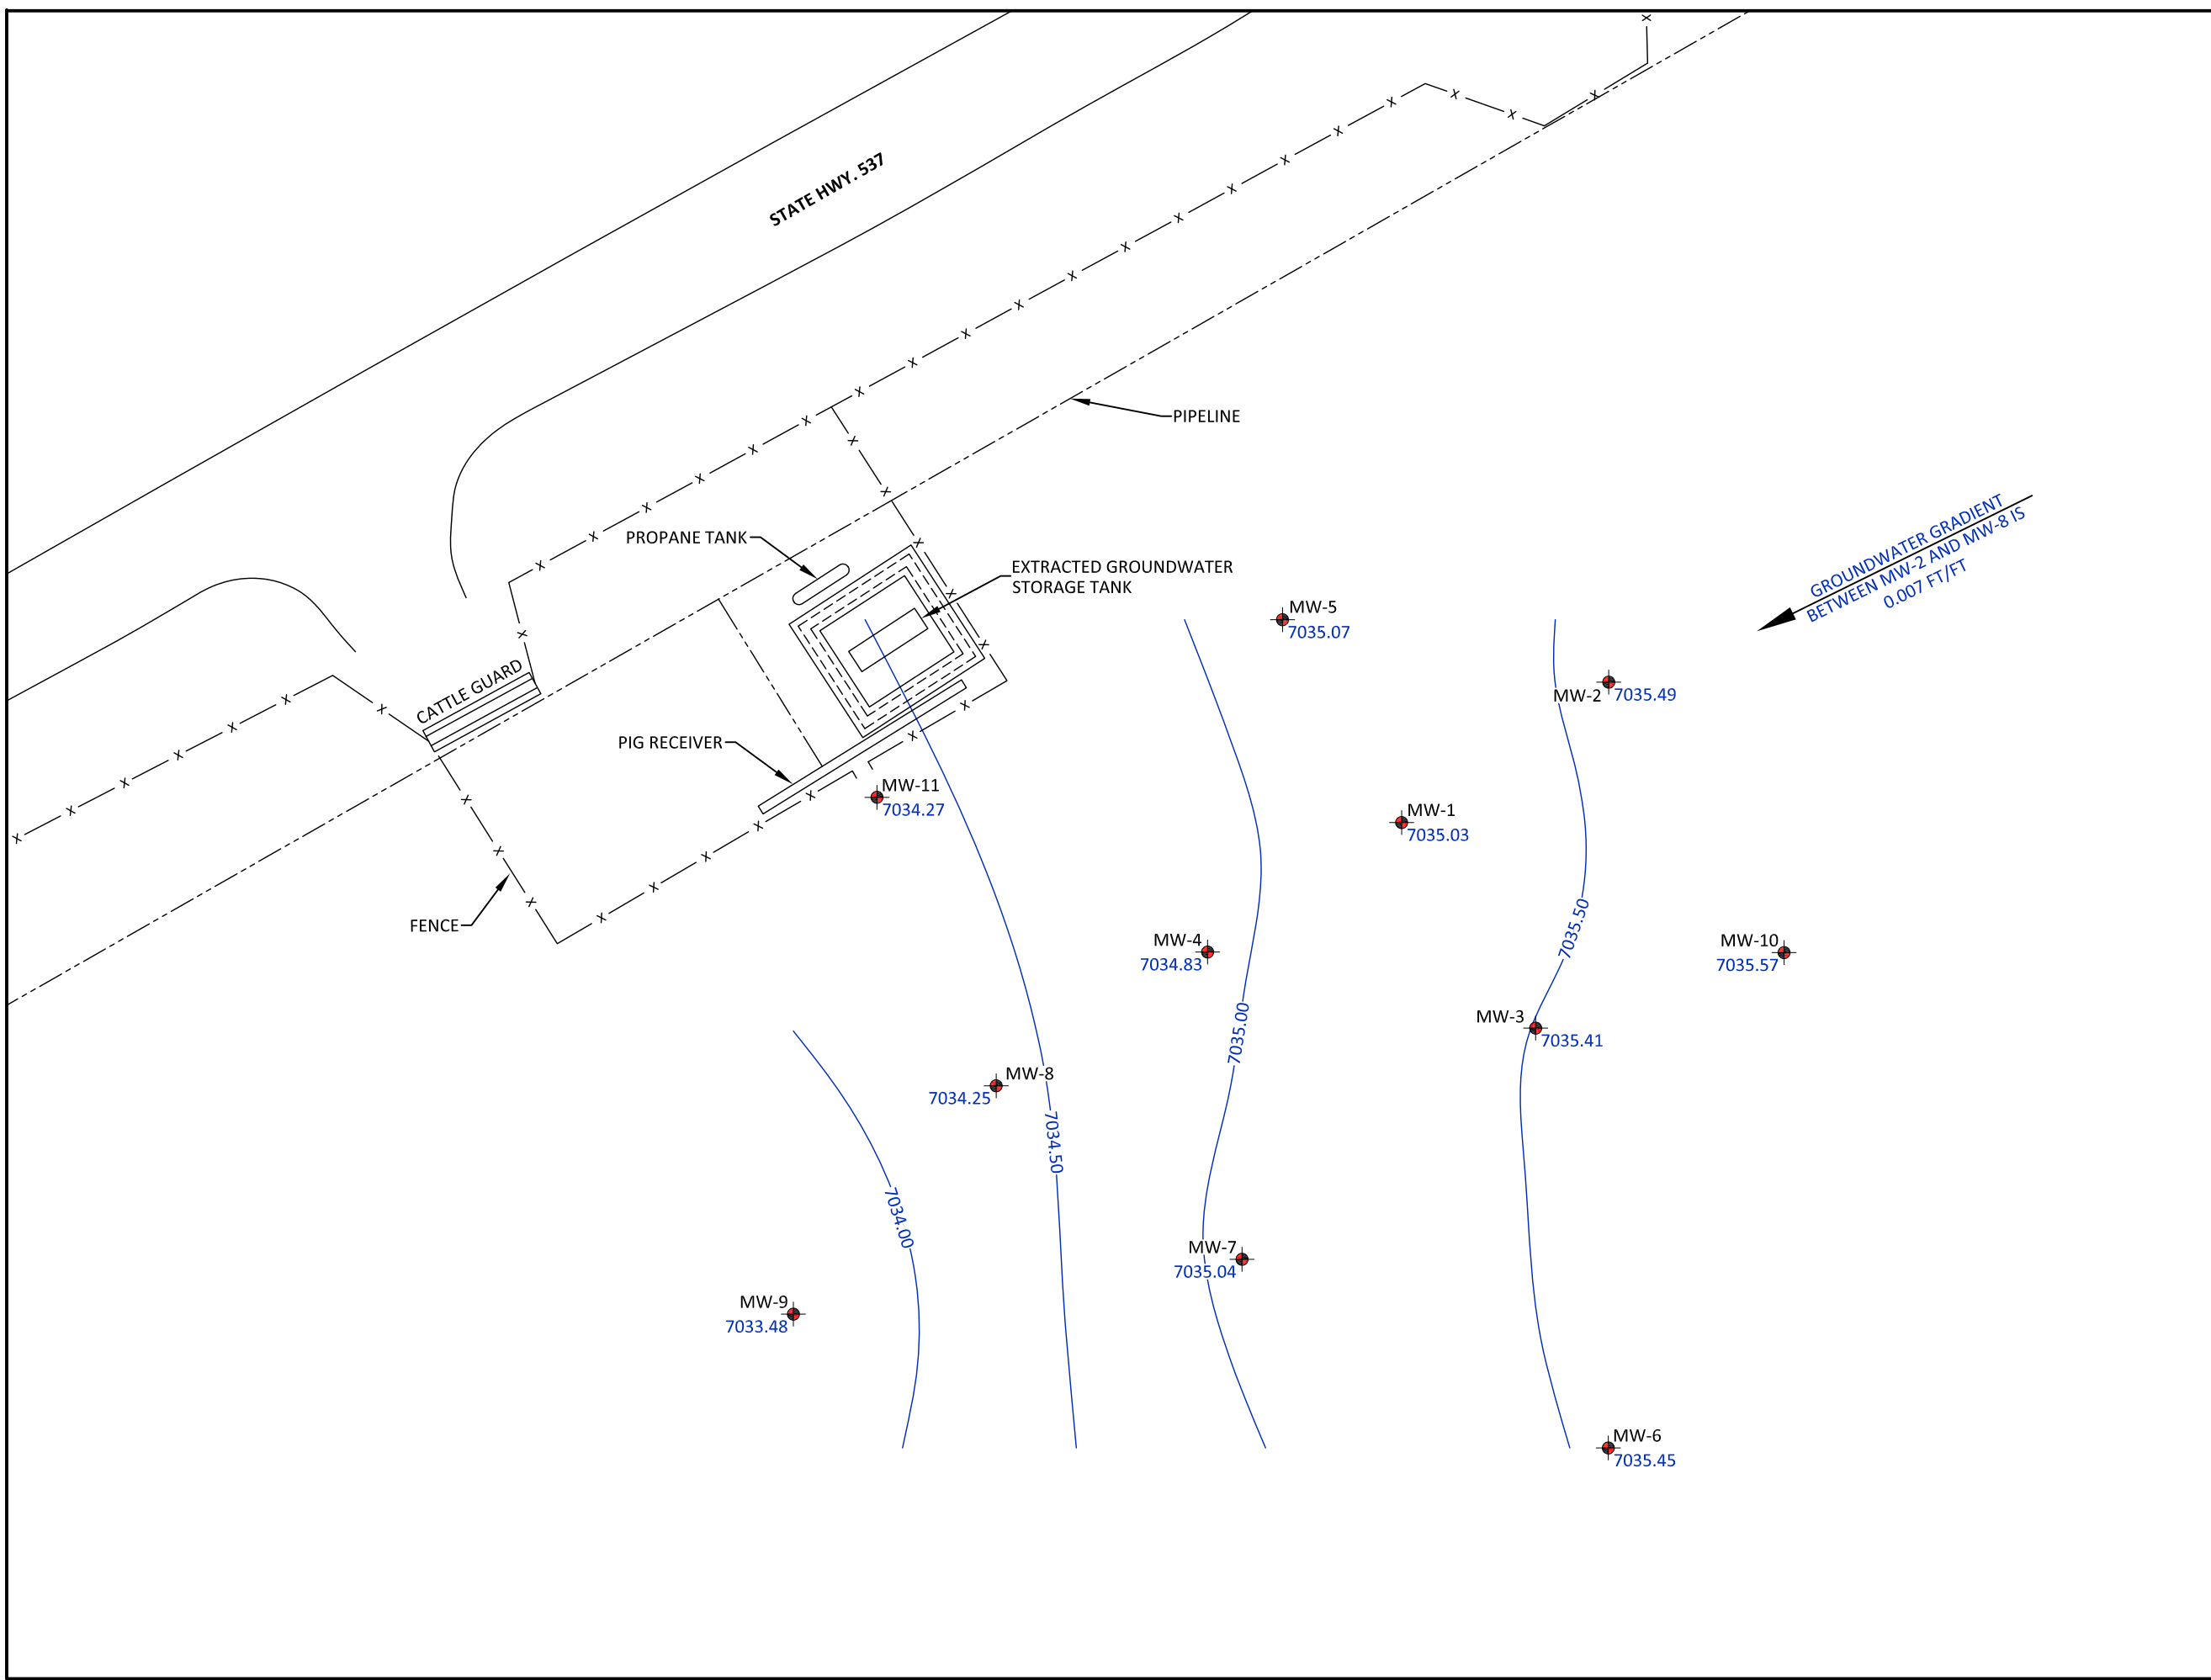 STATE HWY. 537
PIPELINE
GROUNDWATER GRADIENT
BETWEEN MW-2 AND MW-8 IS
0.007 FT/FT
PROPANE TANK
EXTRACTED GROUNDWATER
STORAGE TANK
MW-5
7035.07
CATTLE GUARD
MW-2
7035.49
PIG RECEIVER
MW-11
7034.27
MW-1
7035.03
FENCE
7035.50
MW-4
7034.83
MW-10
7035.57
MW-3
7035.41
7035.00
MW-8
7034.25
7034.50
7034.00
MW-7
7035.04
MW-9
7033.48
MW-6
7035.45